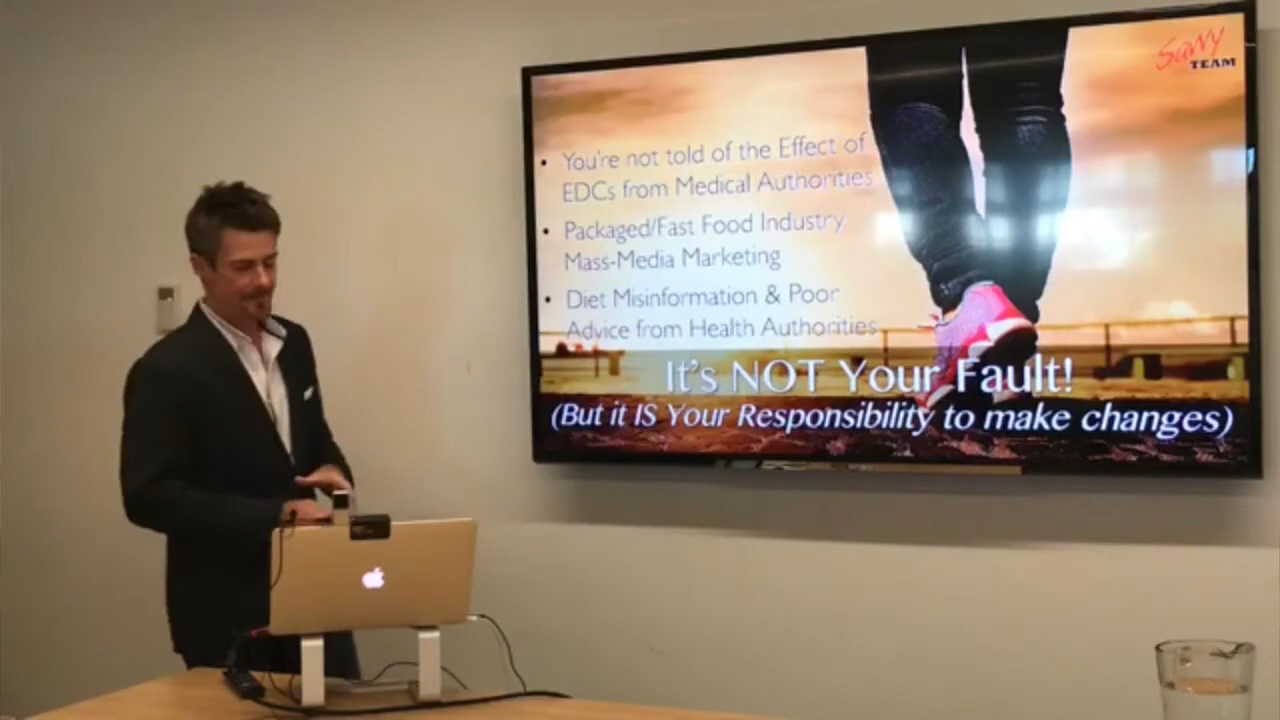 Savvy
TEAM
• You're not told of the Effect of
EDCs from Medical Authorities
• Packaged/Fast Food Industry
Mass-Media Marketing
• Diet Misinformation & Poor
Advice from Health Authorities
It's NOT Your Fault!
(But it IS Your Responsibility to make changes)